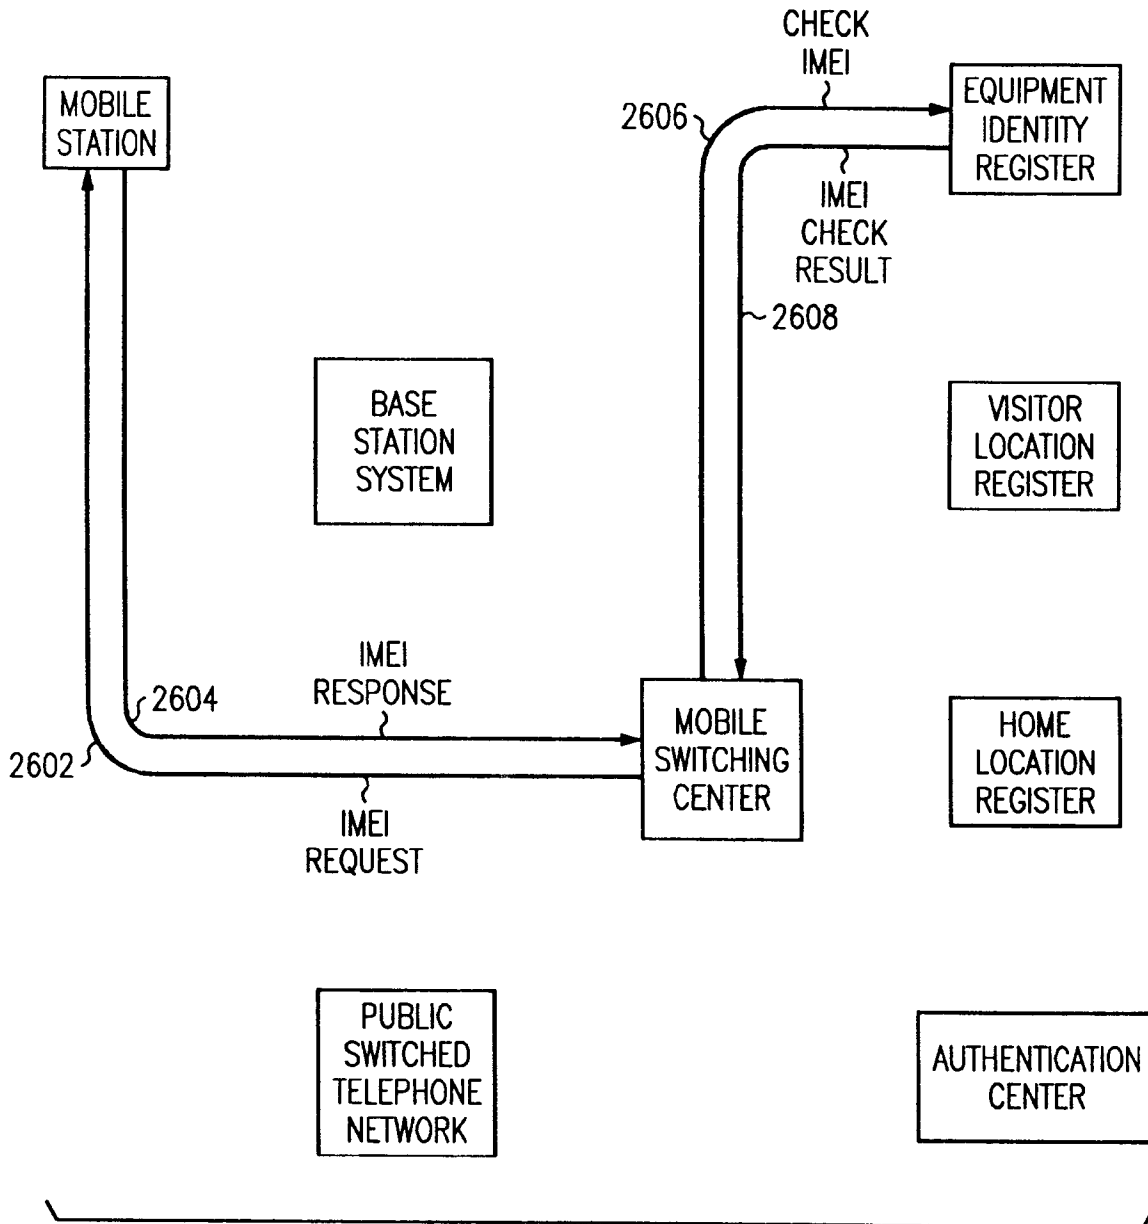 CHECK
IMEI
MOBILE
STATION
2606
EQUIPMENT
IDENTITY
REGISTER
IMEI
CHECK
RESULT
2608
BASE
STATION
SYSTEM
VISITOR
LOCATION
REGISTER
IMEI
RESPONSE
2604
2602
MOBILE
SWITCHING
CENTER
HOME
LOCATION
REGISTER
IMEI
REQUEST
PUBLIC
SWITCHED
TELEPHONE
NETWORK
AUTHENTICATION
CENTER